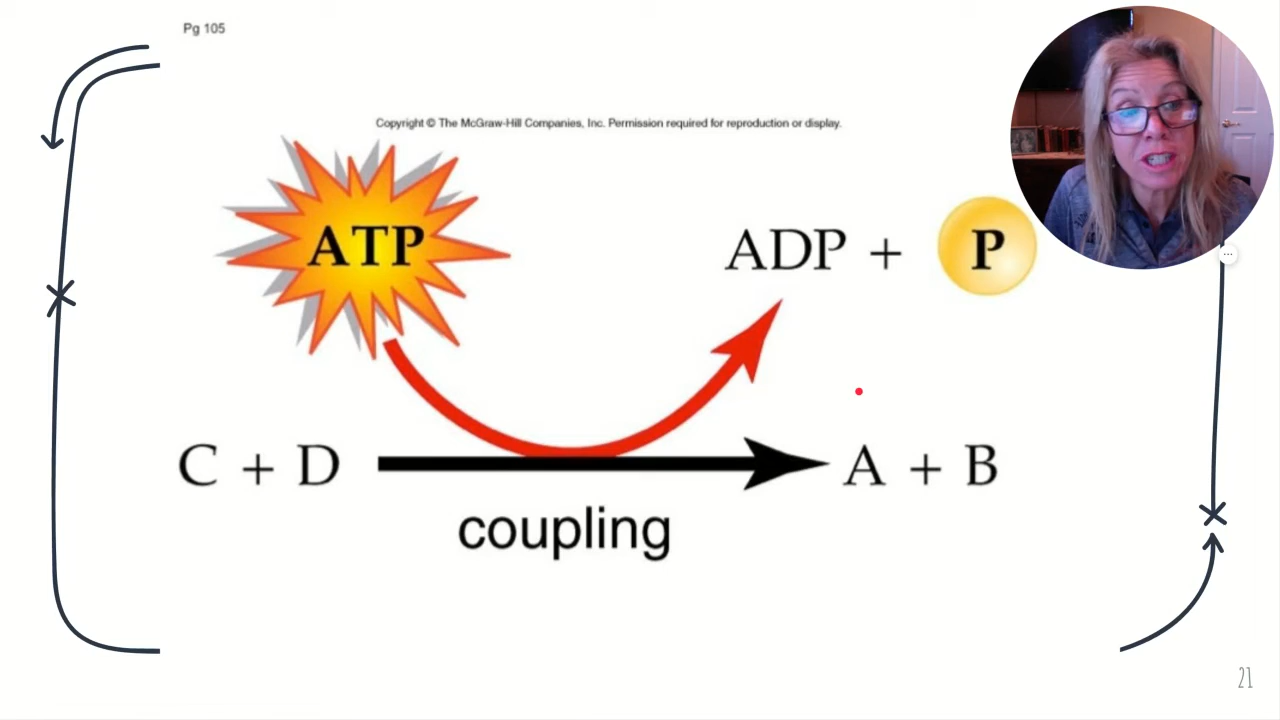 Pg 105
Copyright © The McGraw-Hill Companies, Inc. Permission required for reproduction or display.
ATP
ADP + P
C + D A + B
coupling
21